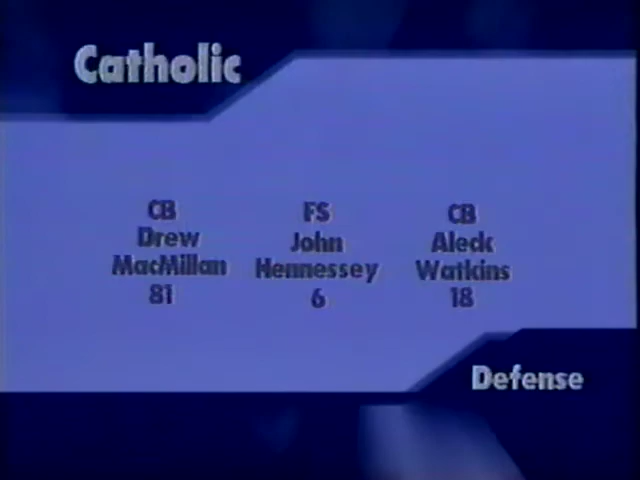 Catholic
CB
Drew
MacMillan
81
FS
John
Hennessey
6
CB
Aleck
Watkins
18
Defense